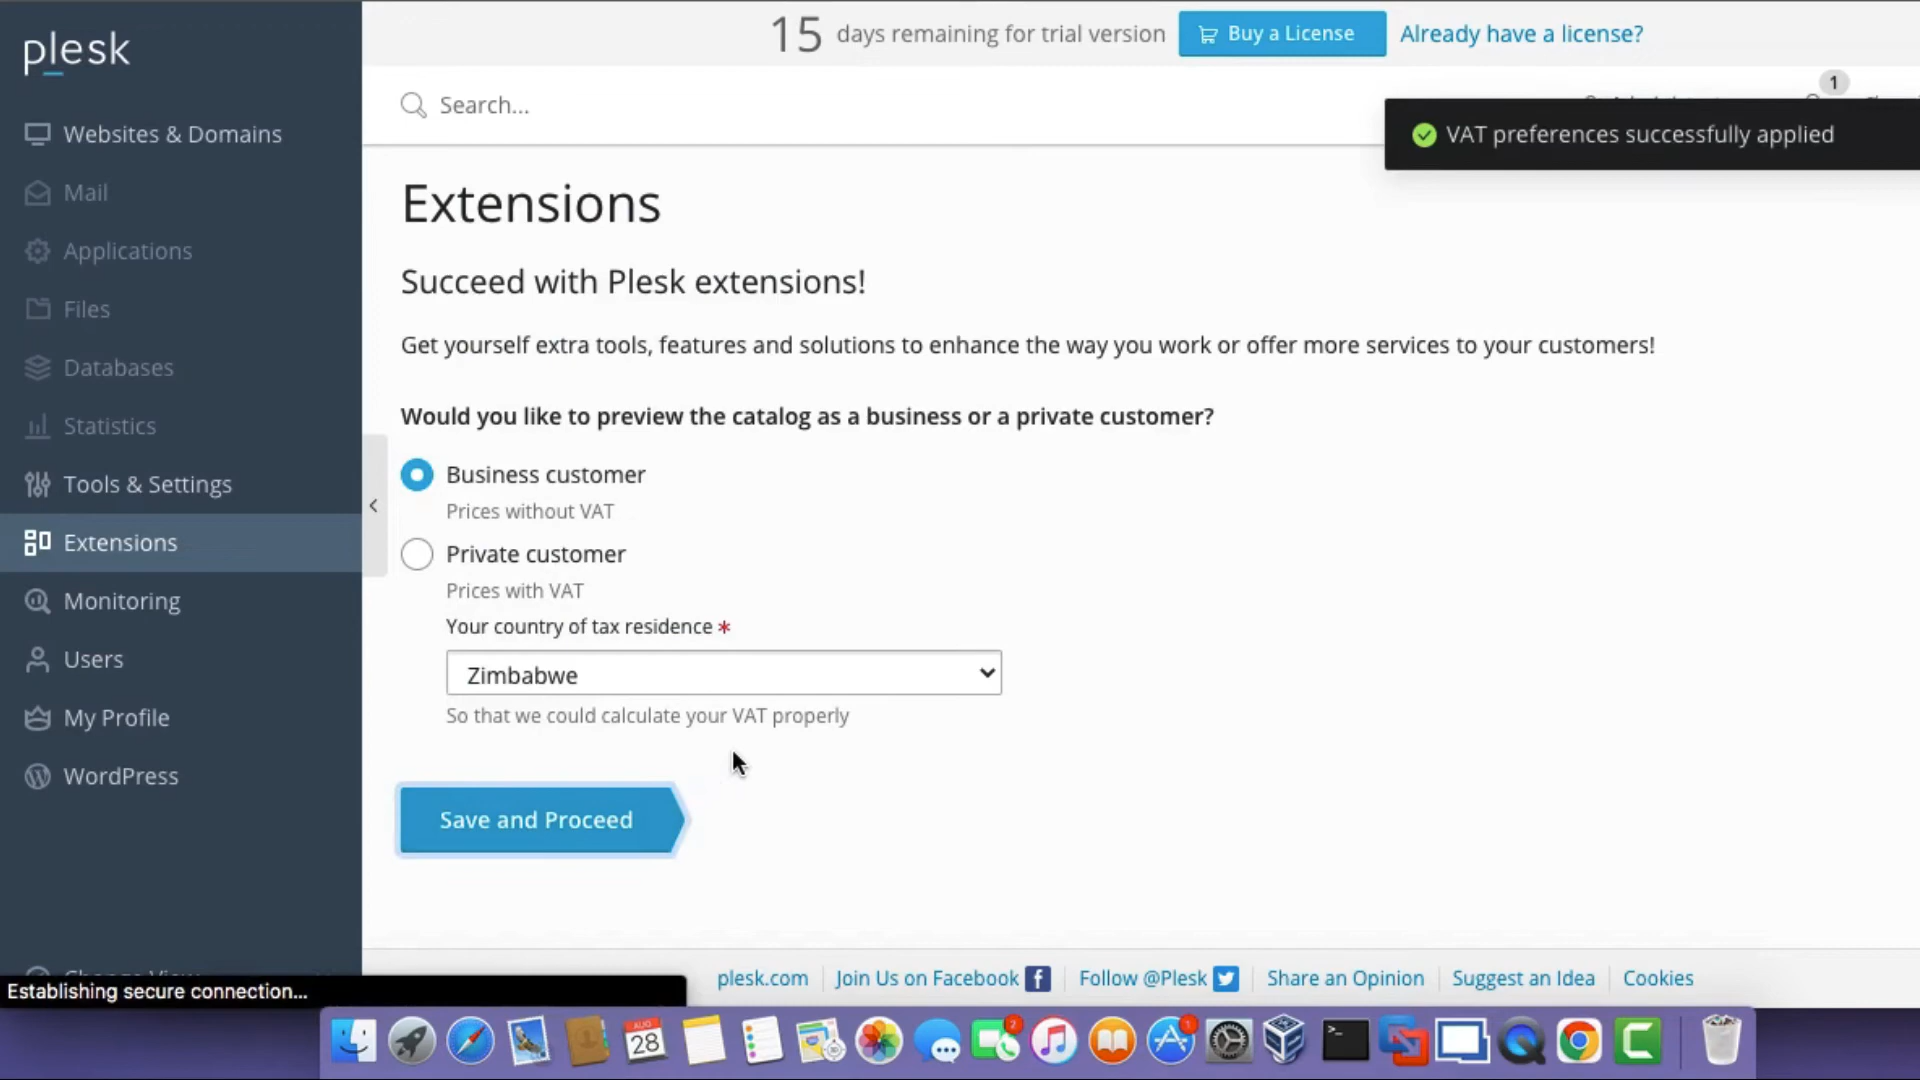 plesk
Websites & Domains
Mail
Applications
Files
Databases
Statistics
Tools & Settings
Extensions
Monitoring
Users
My Profile
WordPress
Change View
15 days remaining for trial version Buy a License Already have a license?
Search...
1
VAT preferences successfully applied
Extensions
Succeed with Plesk extensions!
Get yourself extra tools, features and solutions to enhance the way you work or offer more services to your customers!
Would you like to preview the catalog as a business or a private customer?
Business customer
Prices without VAT
Private customer
Prices with VAT
Your country of tax residence *
Zimbabwe
So that we could calculate your VAT properly
Save and Proceed
plesk.com Join Us on Facebook Follow @Plesk Share an Opinion Suggest an Idea Cookies
Establishing secure connection...
AUG
28
2
1